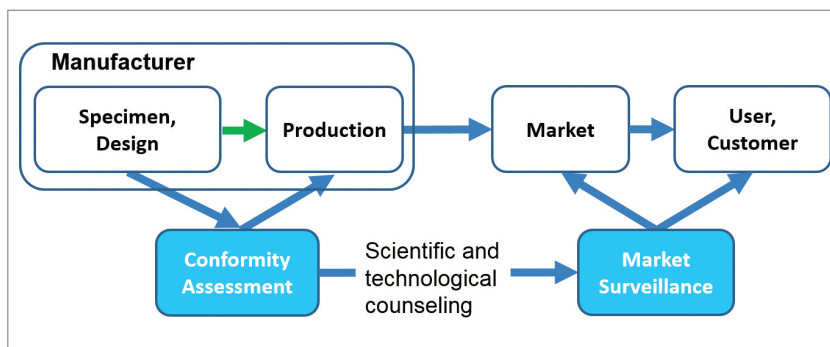 Manufacturer
Specimen,
Design
Production
Market
User,
Customer
Conformity
Assessment
Scientific and
technological
counseling
Market
Surveillance